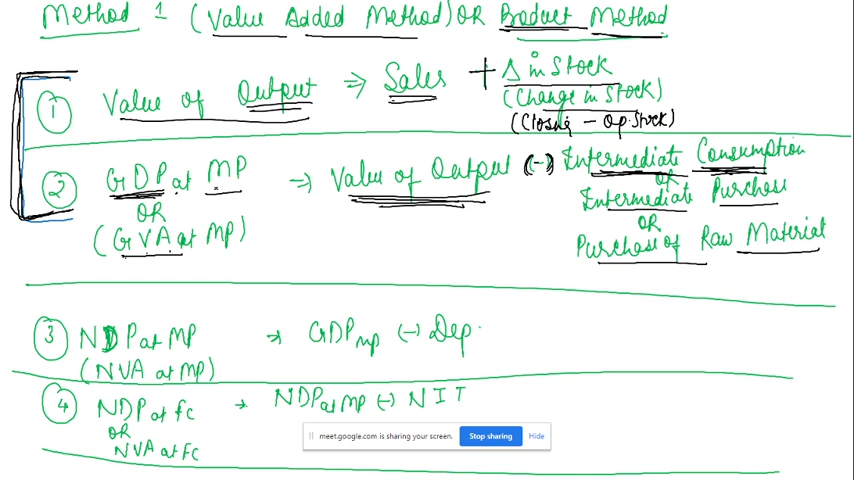 Method 1 (Value Added Method) OR Product Method
① Value of Output ⇒ Sales + Δ in Stock
(Change in Stock)
(Closing - Op. Stock)
② GDP at MP ⇒ Value of Output (-) Intermediate Consumption
OR
OR
Intermediate Purchase
(GVA at MP)
OR
Purchase of Raw Material
③ NDP at MP → GDP mp (-) Dep.
(NVA at MP)
④ NDP at fc → NDP at mp (-) NIT
OR
NVA at FC
meet.google.com is sharing your screen. Stop sharing Hide